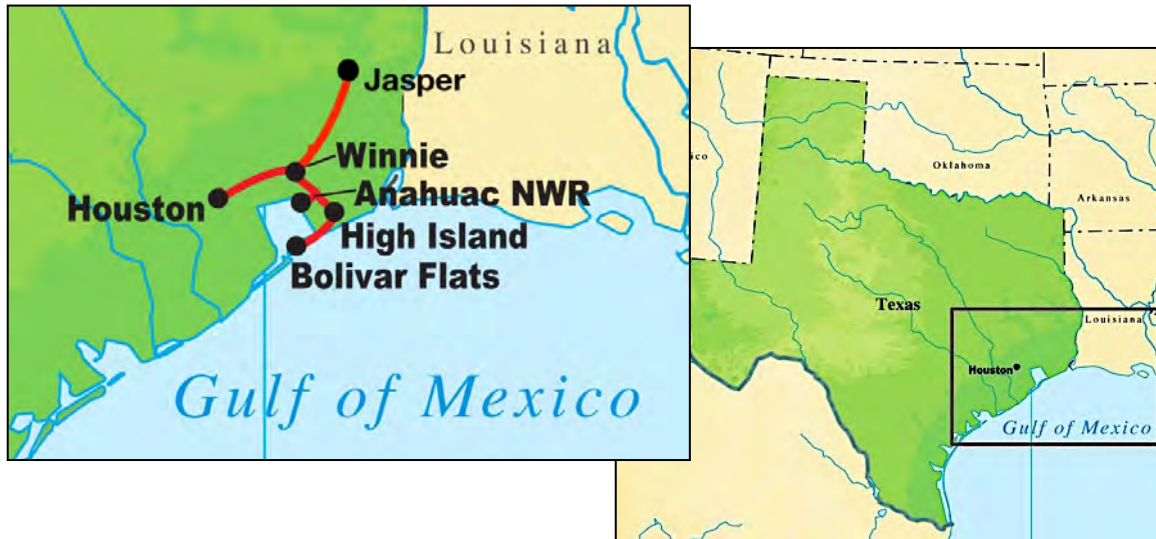 Louisiana
Jasper
Winnie
Anahuac NWR
Houston
High Island
Bolivar Flats
Gulf of Mexico
Oklahoma
ico
Arkansas
Texas
Louisiana
Houston
Gulf of Mexico